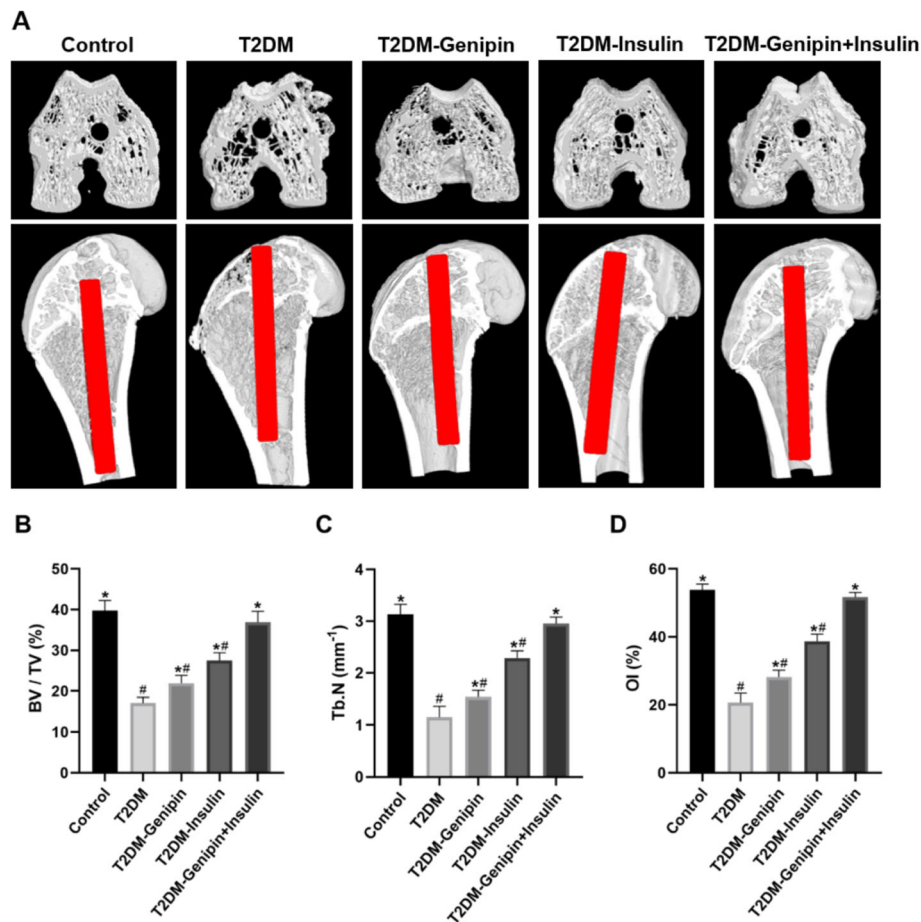 A
Control T2DM T2DM-Genipin T2DM-Insulin T2DM-Genipin+Insulin
B C D
BV / TV (%)
50
40
30
20
10
0
* # *# *# *
Control T2DM T2DM-Genipin T2DM-Insulin T2DM-Genipin+Insulin
Tb.N (mm⁻¹)
4
3
2
1
0
* # *# *# *
Control T2DM T2DM-Genipin T2DM-Insulin T2DM-Genipin+Insulin
OI (%)
60
40
20
0
* # *# *# *
Control T2DM T2DM-Genipin T2DM-Insulin T2DM-Genipin+Insulin